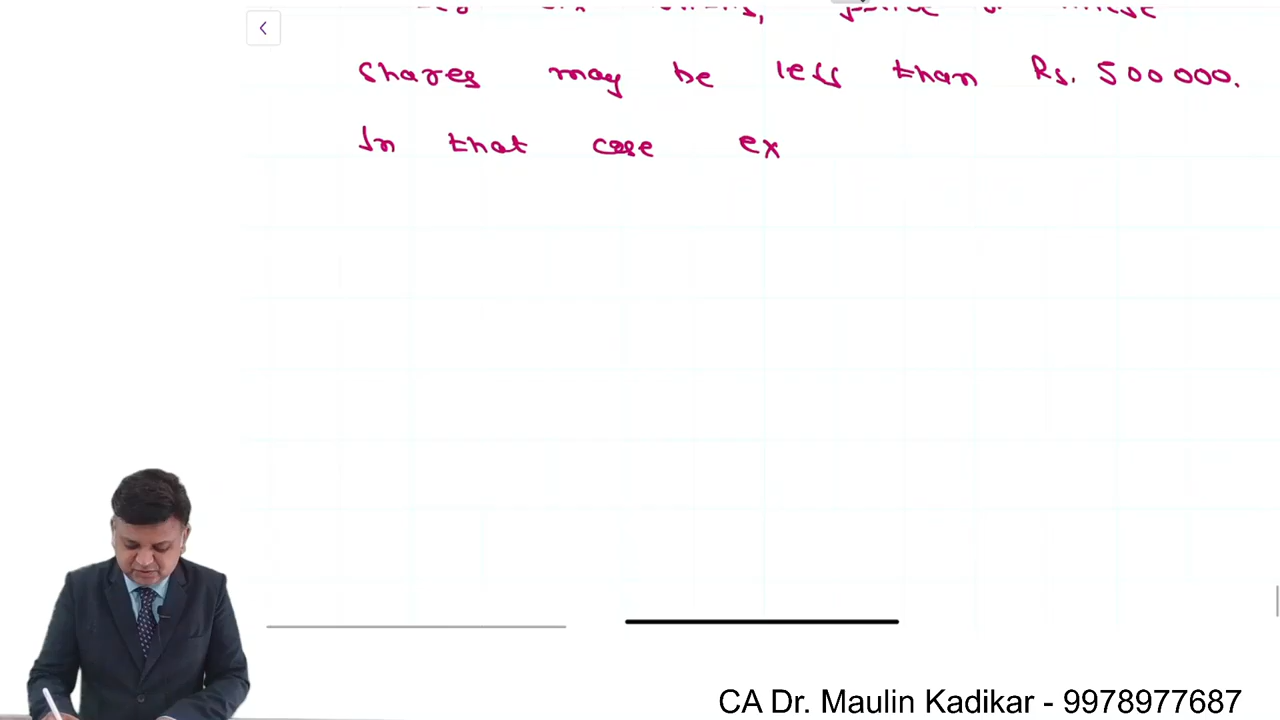 shares may be less than Rs. 500000.
In that case ex
CA Dr. Maulin Kadikar - 9978977687